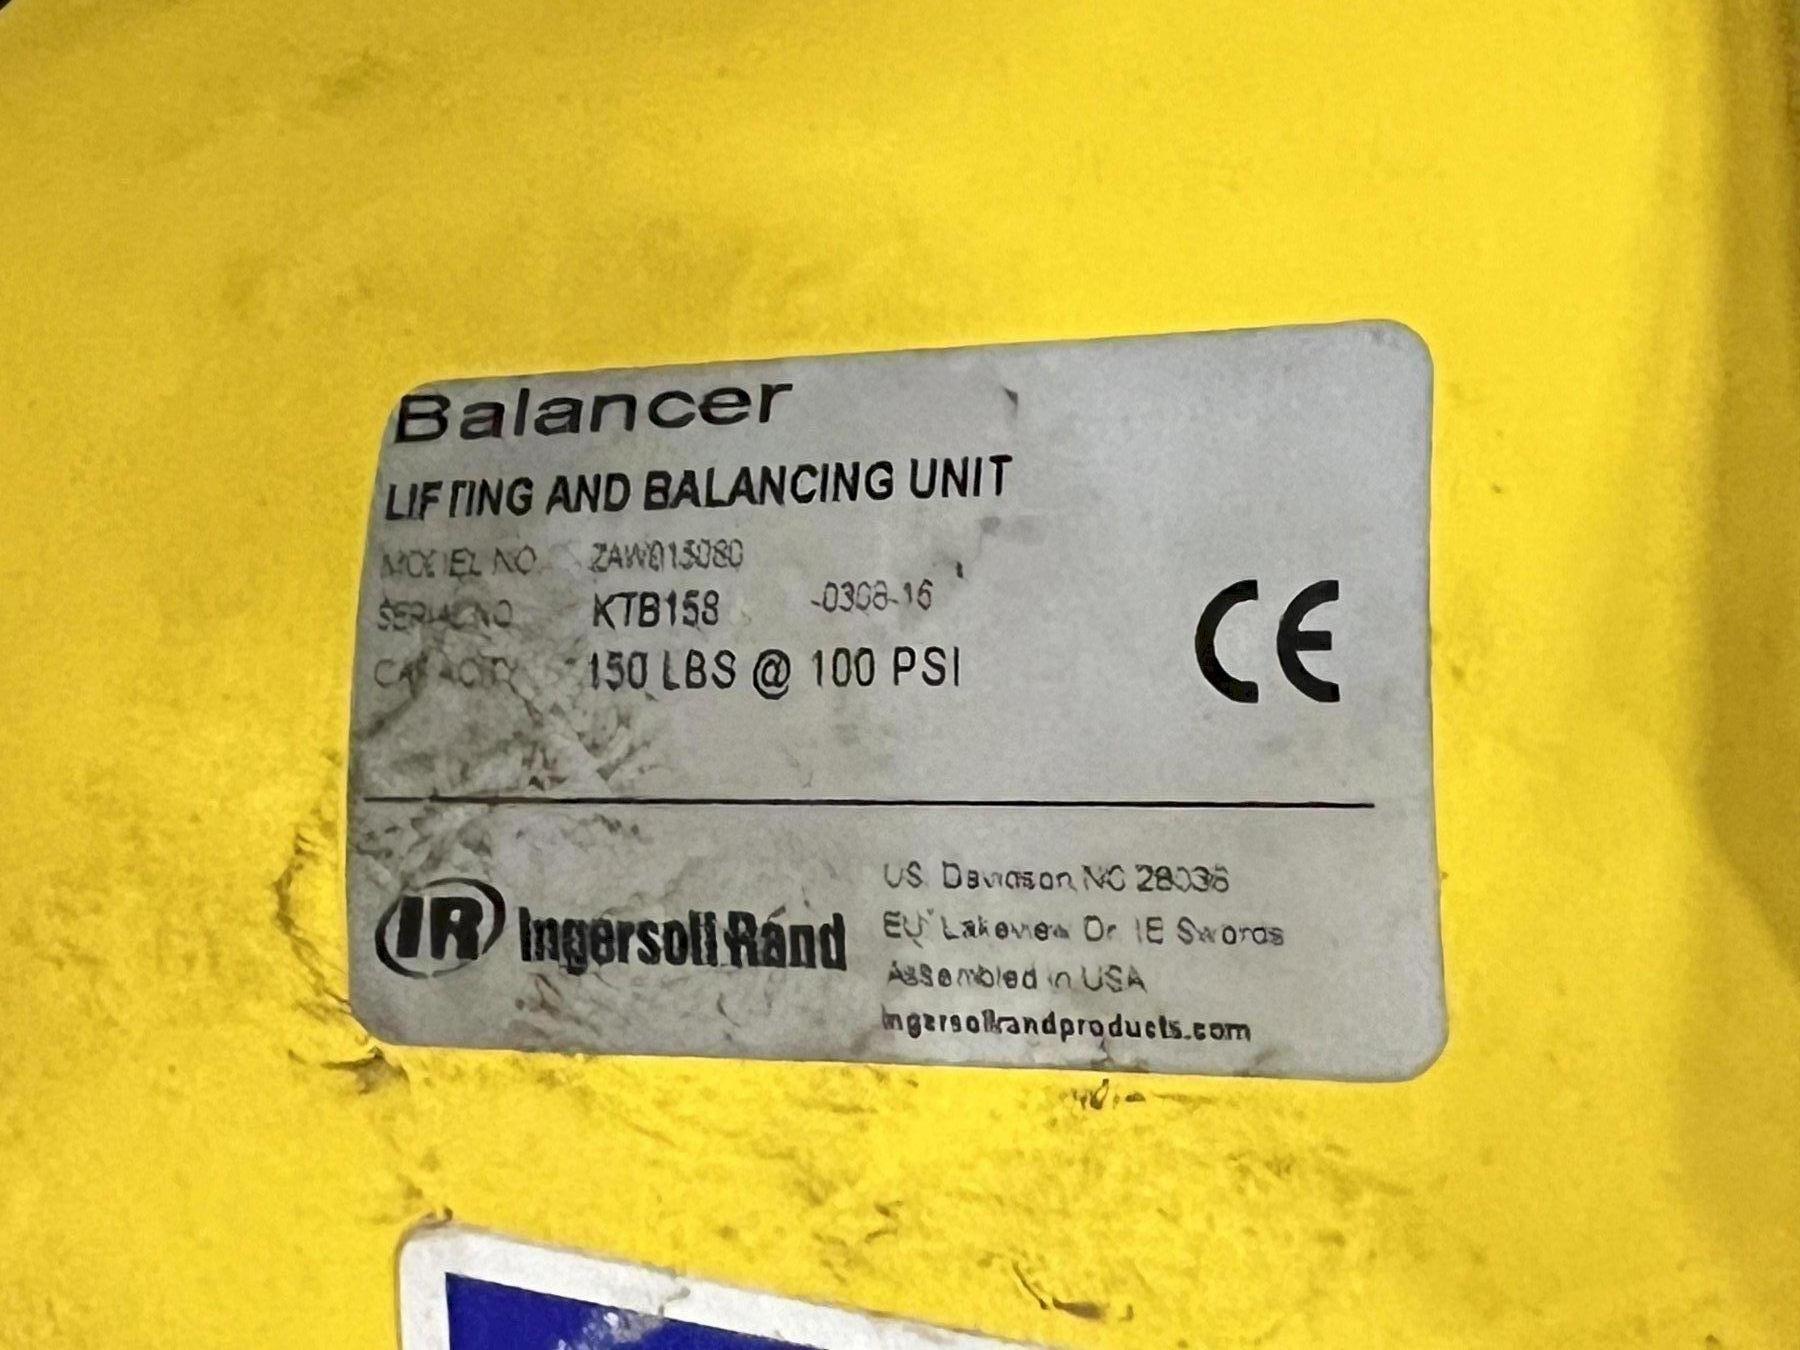 Balancer
LIFTING AND BALANCING UNIT
MODEL NO. ZAW015080
SERIAL NO KTB158 -0308-16
CAPACITY 150 LBS @ 100 PSI
CE
IR Ingersoll Rand
US Davidson NC 28036
EU Lakeview Dr IE Swords
Assembled in USA
ingersollrandproducts.com